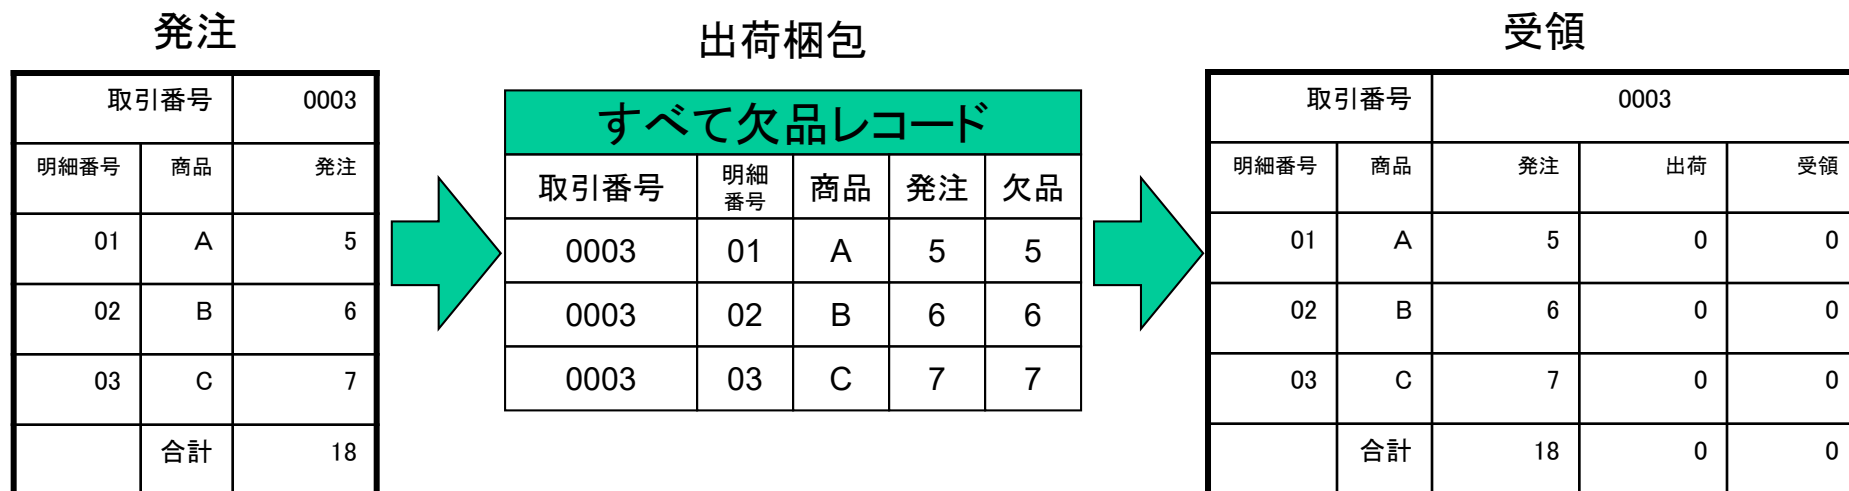 発注
取引番号 0003
明細番号 商品 発注
01 A 5
02 B 6
03 C 7
合計 18
出荷梱包
すべて欠品レコード
取引番号 明細番号 商品 発注 欠品
0003 01 A 5 5
0003 02 B 6 6
0003 03 C 7 7
受領
取引番号 0003
明細番号 商品 発注 出荷 受領
01 A 5 0 0
02 B 6 0 0
03 C 7 0 0
合計 18 0 0